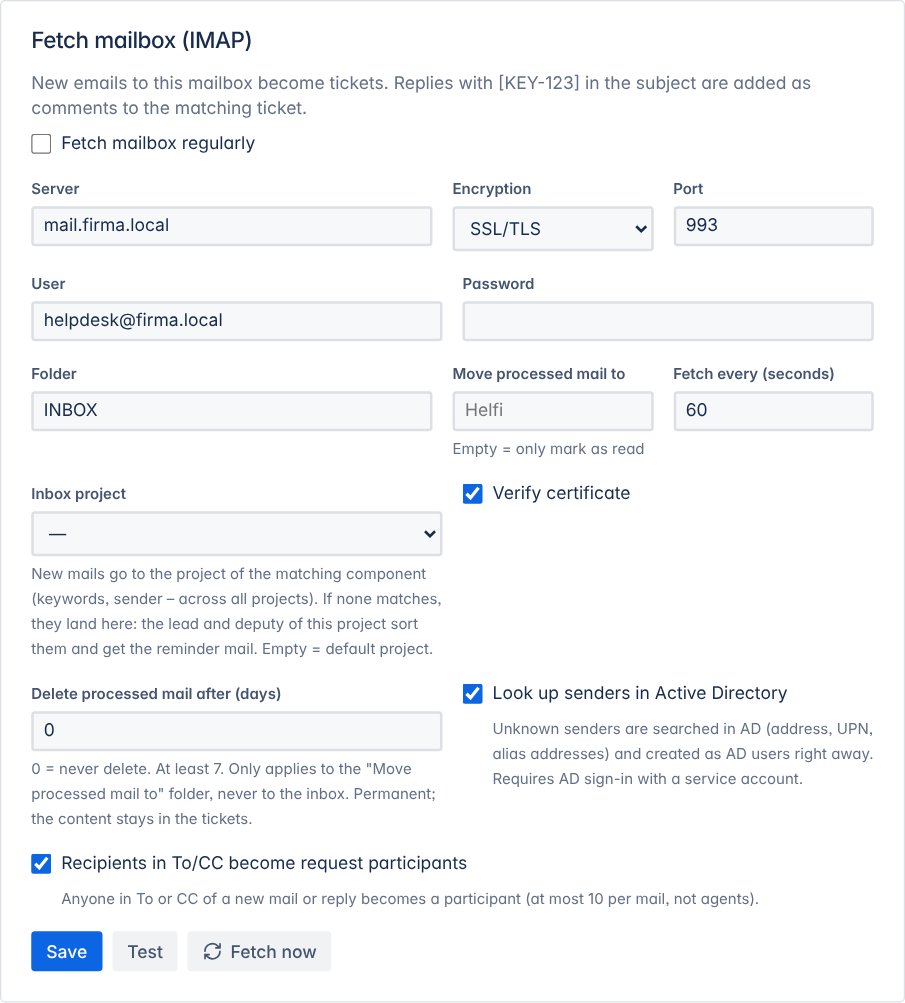 Fetch mailbox (IMAP)
New emails to this mailbox become tickets. Replies with [KEY-123] in the subject are added as
comments to the matching ticket.
Fetch mailbox regularly
Server
Encryption
Port
mail.firma.local
SSL/TLS
993
User
Password
helpdesk@firma.local
Folder
Move processed mail to
Fetch every (seconds)
INBOX
Helfi
60
Empty = only mark as read
Inbox project
Verify certificate
—
New mails go to the project of the matching component
(keywords, sender – across all projects). If none matches,
they land here: the lead and deputy of this project sort
them and get the reminder mail. Empty = default project.
Delete processed mail after (days)
Look up senders in Active Directory
0
Unknown senders are searched in AD (address, UPN,
alias addresses) and created as AD users right away.
Requires AD sign-in with a service account.
0 = never delete. At least 7. Only applies to the "Move
processed mail to" folder, never to the inbox. Permanent;
the content stays in the tickets.
Recipients in To/CC become request participants
Anyone in To or CC of a new mail or reply becomes a participant (at most 10 per mail, not agents).
Save
Test
Fetch now